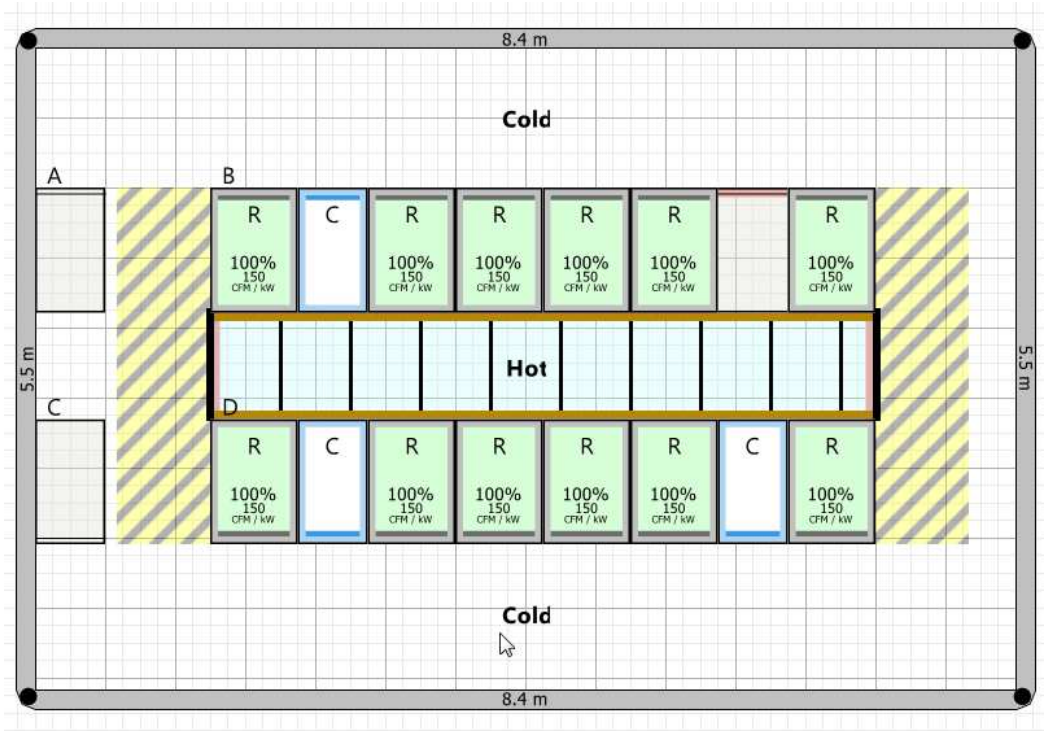 8.4 m
Cold
A
B
R C R R R R R
100% 100% 100% 100% 100% 100%
150 150 150 150 150 150
CFM / kW CFM / kW CFM / kW CFM / kW CFM / kW CFM / kW
5.5 m
Hot
5.5 m
C
D
R C R R R R C R
100% 100% 100% 100% 100% 100%
150 150 150 150 150 150
CFM / kW CFM / kW CFM / kW CFM / kW CFM / kW CFM / kW
Cold
8.4 m